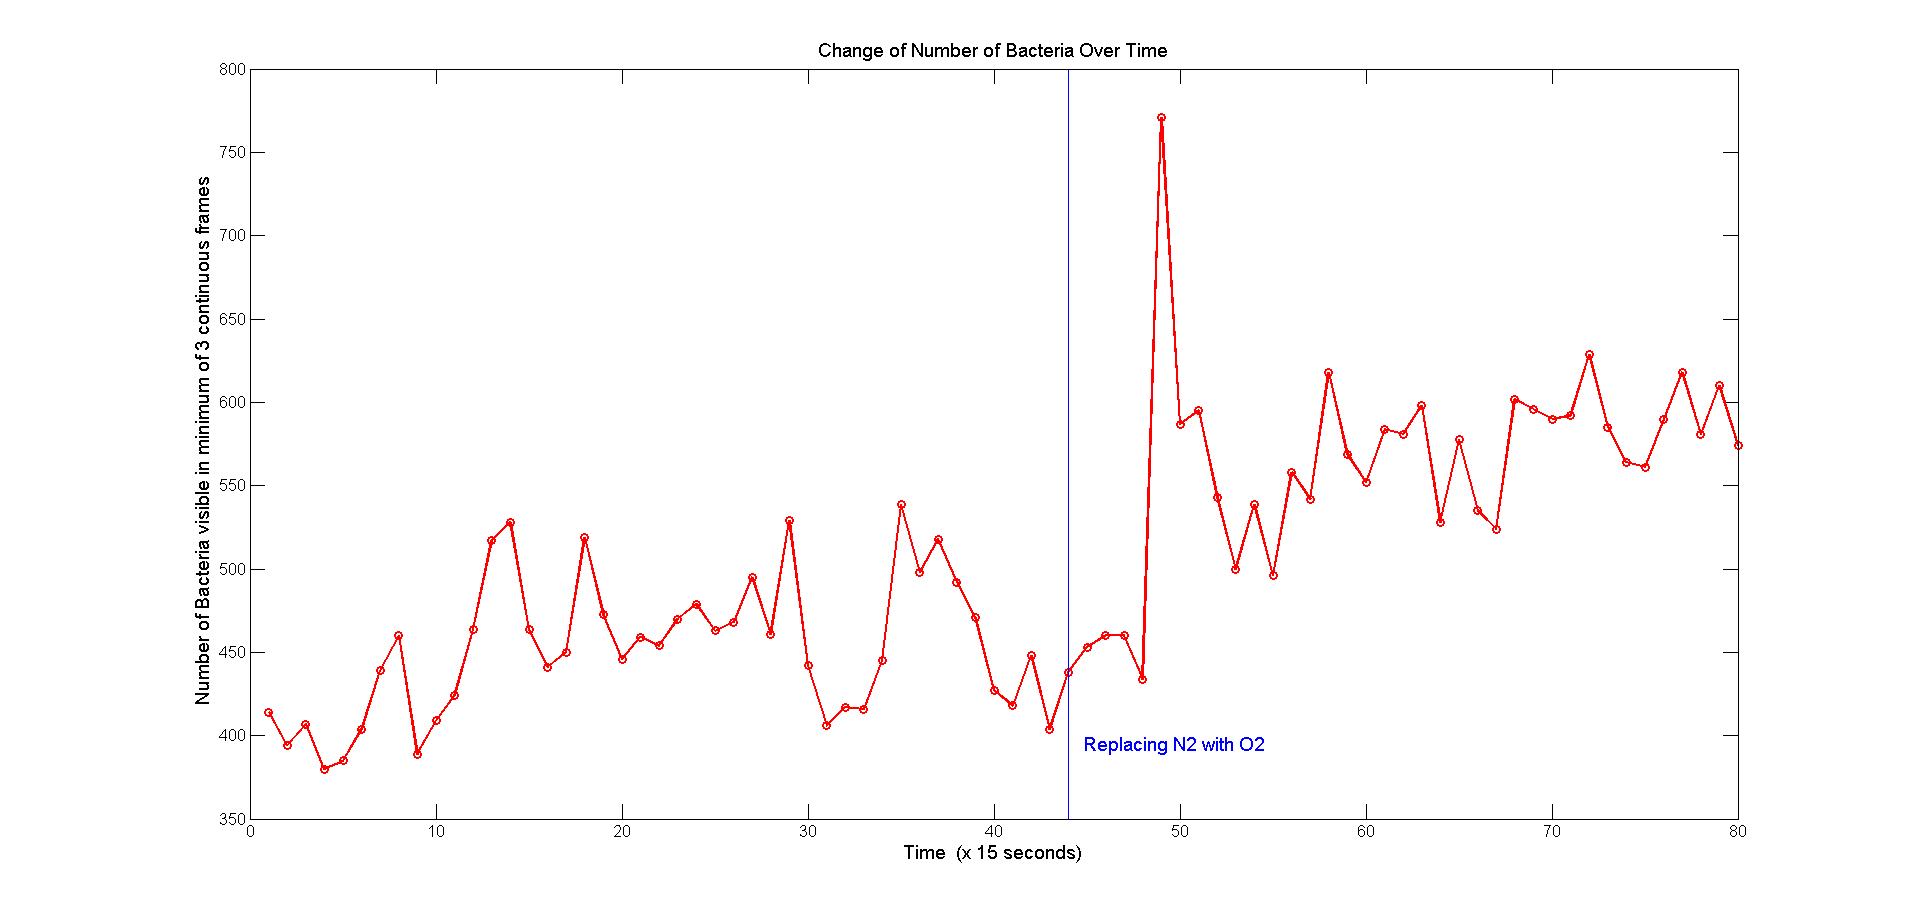 Change of Number of Bacteria Over Time
800
750
700
650
600
550
500
450
400
350
Number of Bacteria visible in minimum of 3 continuous frames
Replacing N2 with O2
0 10 20 30 40 50 60 70 80
Time (x 15 seconds)